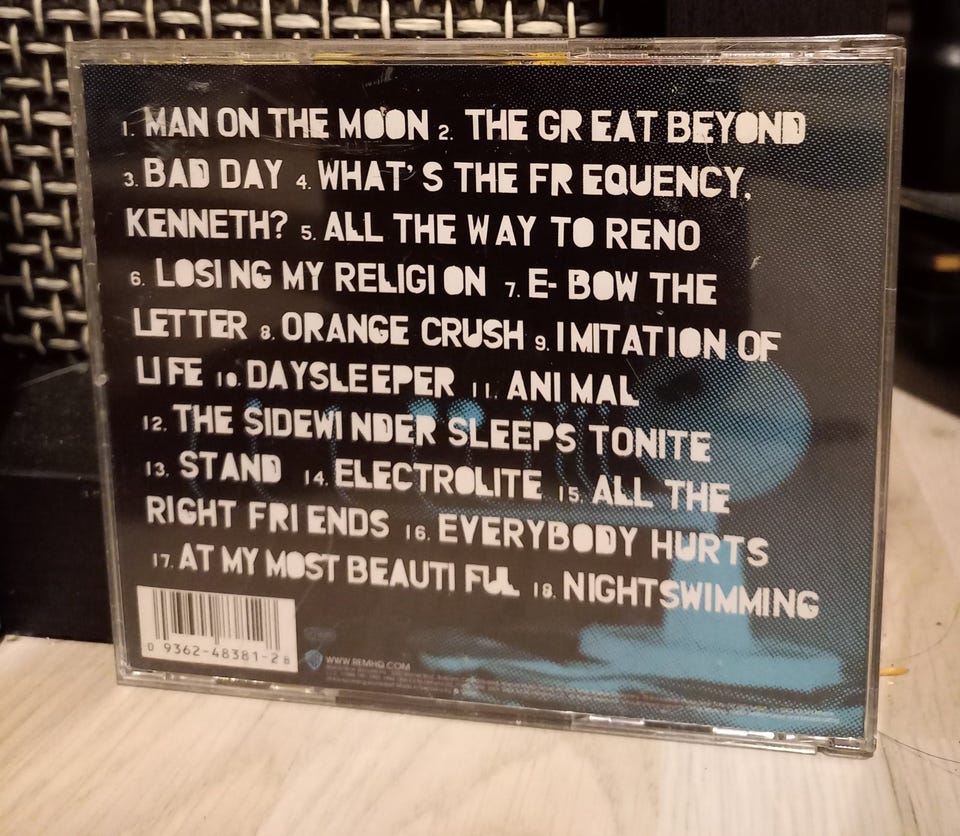 1. MAN ON THE MOON 2. THE GREAT BEYOND
3. BAD DAY 4. WHAT'S THE FREQUENCY,
KENNETH? 5. ALL THE WAY TO RENO
6. LOSING MY RELIGION 7. E-BOW THE
LETTER 8. ORANGE CRUSH 9. IMITATION OF
LIFE 10. DAYSLEEPER 11. ANIMAL
12. THE SIDEWINDER SLEEPS TONITE
13. STAND 14. ELECTROLITE 15. ALL THE
RIGHT FRIENDS 16. EVERYBODY HURTS
17. AT MY MOST BEAUTIFUL 18. NIGHTSWIMMING
0 9362-48381-2 8
WWW.REMHQ.COM